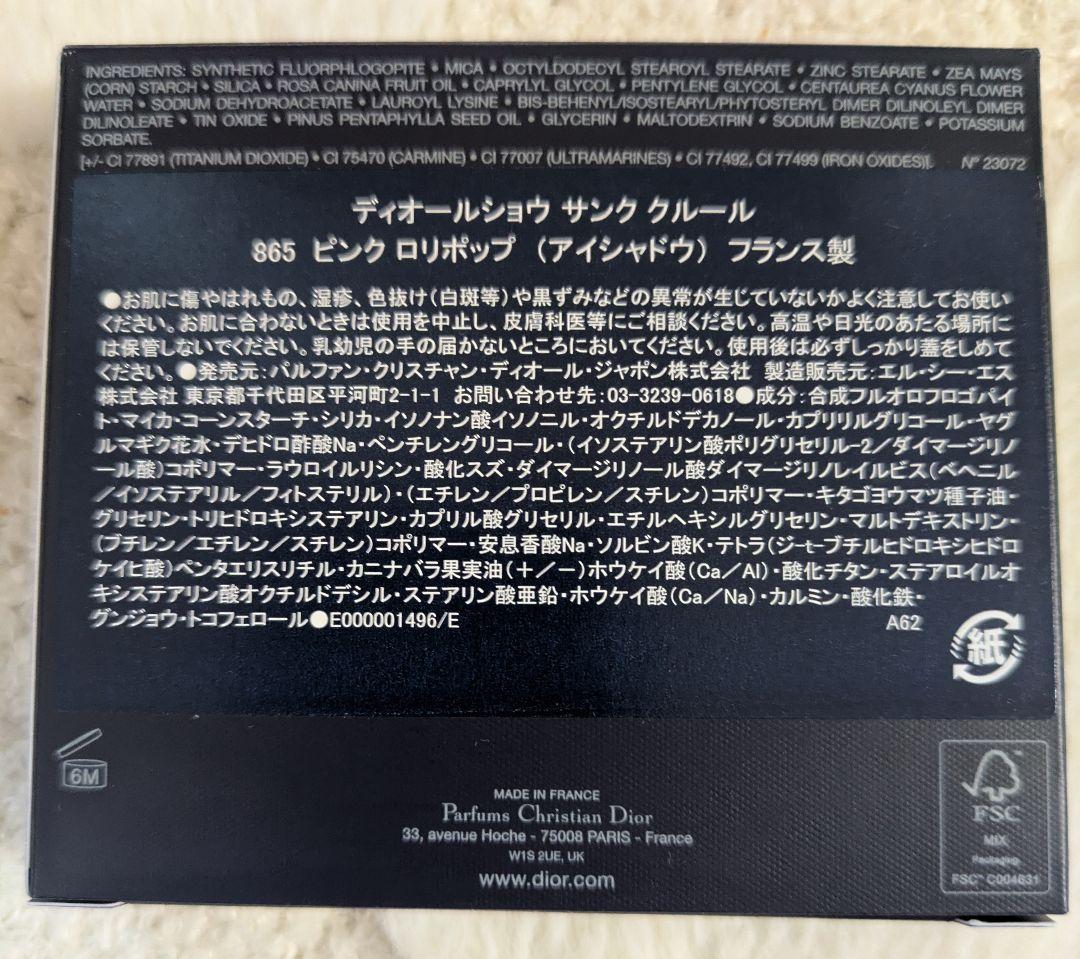 INGREDIENTS: SYNTHETIC FLUORPHLOGOPITE • MICA • OCTYLDODECYL STEAROYL STEARATE • ZINC STEARATE • ZEA MAYS
(CORN) STARCH • SILICA • ROSA CANINA FRUIT OIL • CAPRYLYL GLYCOL • PENTYLENE GLYCOL • CENTAUREA CYANUS FLOWER
WATER • SODIUM DEHYDROACETATE • LAUROYL LYSINE • BIS-BEHENYL/ISOSTEARYL/PHYTOSTERYL DIMER DILINOLEYL DIMER
DILINOLEATE • TIN OXIDE • PINUS PENTAPHYLLA SEED OIL • GLYCERIN • MALTODEXTRIN • SODIUM BENZOATE • POTASSIUM
SORBATE.
[+/- CI 77891 (TITANIUM DIOXIDE) • CI 75470 (CARMINE) • CI 77007 (ULTRAMARINES) • CI 77492, CI 77499 (IRON OXIDES)]. N° 23072
ディオールショウ サンク クルール
865 ピンク ロリポップ （アイシャドウ） フランス製
●お肌に傷やはれもの、湿疹、色抜け（白斑等）や黒ずみなどの異常が生じていないかよく注意してお使い
ください。お肌に合わないときは使用を中止し、皮膚科医等にご相談ください。高温や日光のあたる場所に
は保管しないでください。乳幼児の手の届かないところにおいてください。使用後は必ずしっかり蓋をしめて
ください。●発売元：パルファン・クリスチャン・ディオール・ジャポン株式会社 製造販売元：エル・シー・エス
株式会社 東京都千代田区平河町2-1-1 お問い合わせ先：03-3239-0618●成分：合成フルオロフロゴパイ
ト・マイカ・コーンスターチ・シリカ・イソノナン酸イソノニル・オクチルドデカノール・カプリリルグリコール・ヤグ
ルマギク花水・デヒドロ酢酸Na・ペンチレングリコール・（イソステアリン酸ポリグリセリル-2／ダイマージリノ
ール酸）コポリマー・ラウロイルリシン・酸化スズ・ダイマージリノール酸ダイマージリノレイルビス（ベヘニル
／イソステアリル／フィトステリル）・（エチレン／プロピレン／スチレン）コポリマー・キタゴヨウマツ種子油・
グリセリン・トリヒドロキシステアリン・カプリル酸グリセリル・エチルヘキシルグリセリン・マルトデキストリン・
（ブチレン／エチレン／スチレン）コポリマー・安息香酸Na・ソルビン酸K・テトラ（ジ-t-ブチルヒドロキシヒドロ
ケイヒ酸）ペンタエリスリチル・カニナバラ果実油（＋／－）ホウケイ酸（Ca／Al）・酸化チタン・ステアロイルオ
キシステアリン酸オクチルドデシル・ステアリン酸亜鉛・ホウケイ酸（Ca／Na）・カルミン・酸化鉄・
グンジョウ・トコフェロール●E000001496/E A62
紙
6M
MADE IN FRANCE
Parfums Christian Dior
33, avenue Hoche - 75008 PARIS - France
W1S 2UE, UK
www.dior.com
FSC
MIX
Packaging
FSC™ C004631